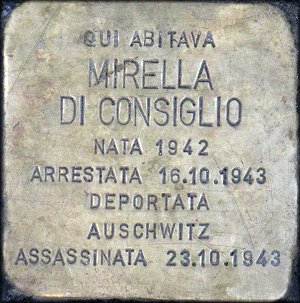 QUI ABITAVA
MIRELLA
DI CONSIGLIO
NATA 1942
ARRESTATA 16.10.1943
DEPORTATA
AUSCHWITZ
ASSASSINATA 23.10.1943